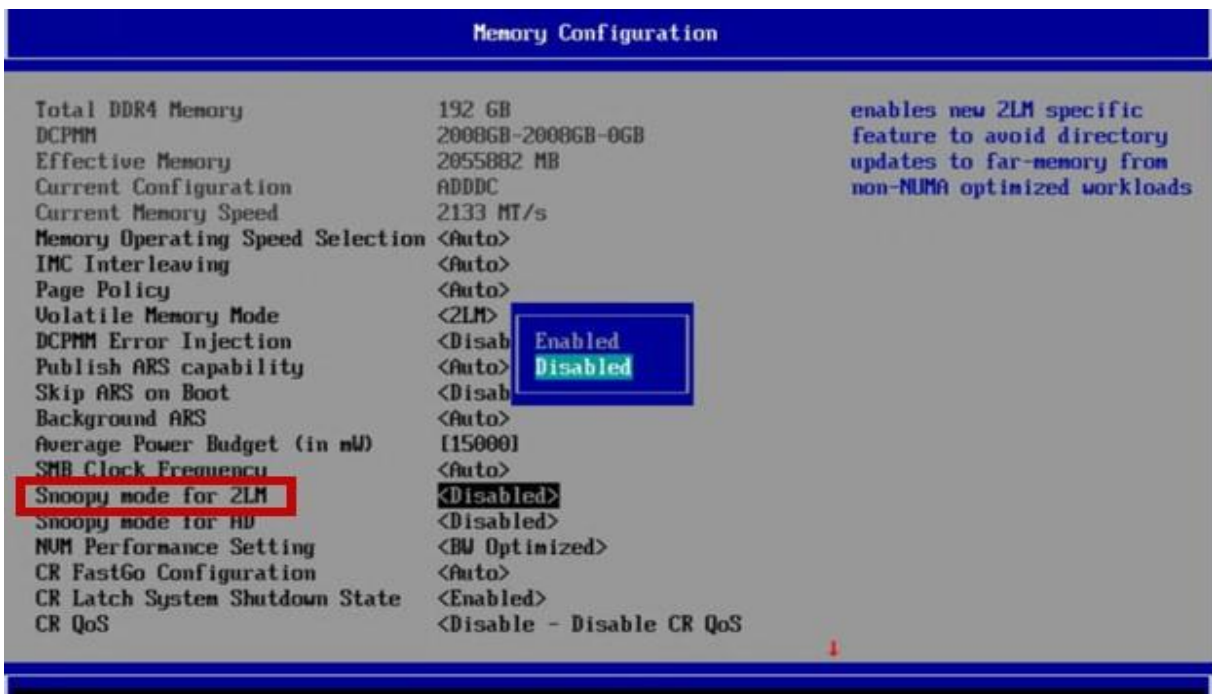 Memory Configuration
Total DDR4 Memory 192 GB
DCPMM 2008GB-2008GB-0GB
Effective Memory 2055882 MB
Current Configuration ADDDC
Current Memory Speed 2133 MT/s
Memory Operating Speed Selection <Auto>
IMC Interleaving <Auto>
Page Policy <Auto>
Volatile Memory Mode <2LM>
DCPMM Error Injection <Disab
Publish ARS capability <Auto>
Skip ARS on Boot <Disab
Background ARS <Auto>
Average Power Budget (in mW) [15000]
SMB Clock Frequency <Auto>
Snoopy mode for 2LM <Disabled>
Snoopy mode for AD <Disabled>
NVM Performance Setting <BW Optimized>
CR FastGo Configuration <Auto>
CR Latch System Shutdown State <Enabled>
CR QoS <Disable - Disable CR QoS
Enabled
Disabled
enables new 2LM specific
feature to avoid directory
updates to far-memory from
non-NUMA optimized workloads